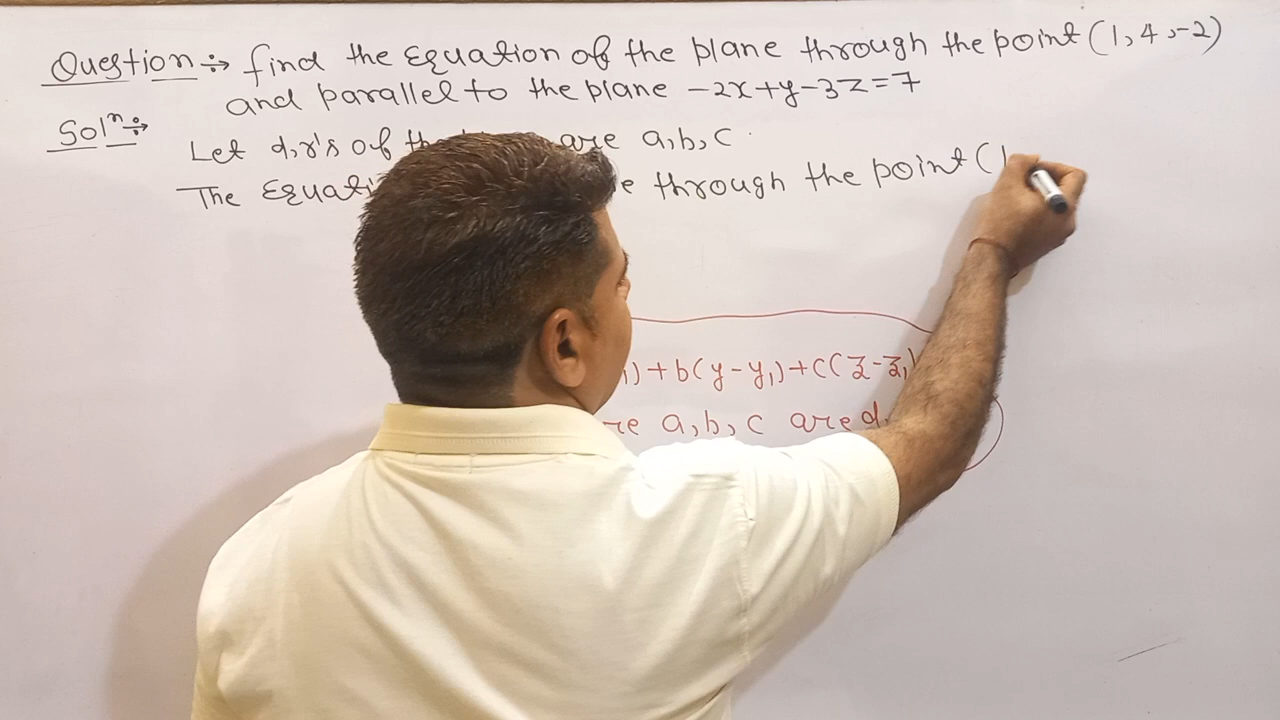 Question :→ find the Equation of the plane through the point (1, 4, -2)
and parallel to the plane -2x+y-3z=7
Solⁿ :→
Let d.r's of are a, b, c.
The through the point (1
)+b(y-y₁)+c(z-z₁)
a, b, c are